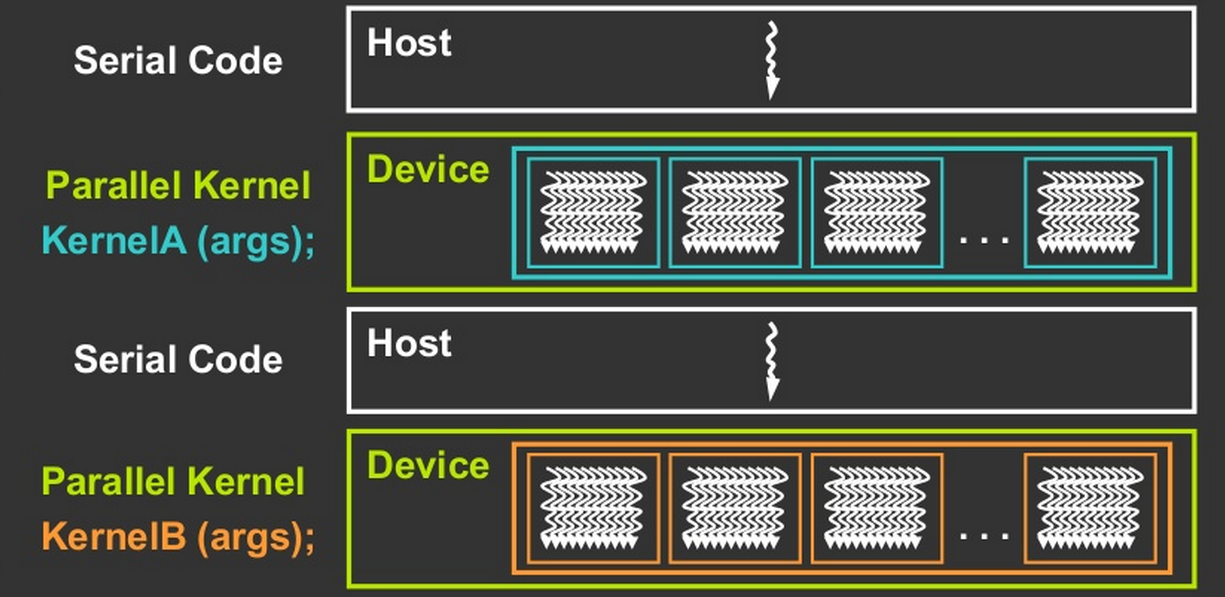 Serial Code
Host
Parallel Kernel
KernelA (args);
Device
. . .
Serial Code
Host
Parallel Kernel
KernelB (args);
Device
. . .